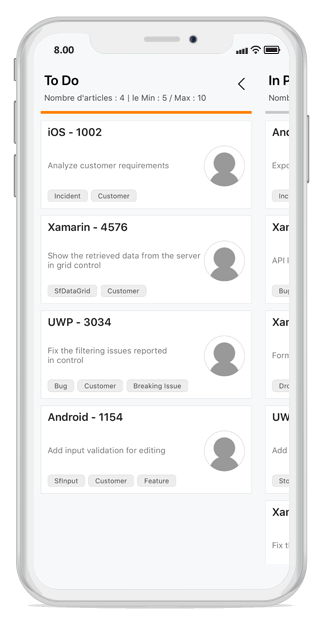 8.00
To Do
Nombre d'articles : 4 | le Min : 5 / Max : 10
iOS - 1002
Analyze customer requirements
Incident
Customer
Xamarin - 4576
Show the retrieved data from the server
in grid control
SfDataGrid
Customer
UWP - 3034
Fix the filtering issues reported
in control
Bug
Customer
Breaking Issue
Android - 1154
Add input validation for editing
SfInput
Customer
Feature
In P
Nomb
And
Expo
Inc
Xar
API I
Bug
Xar
Form
UW
Add
Sto
Xar
Fix t